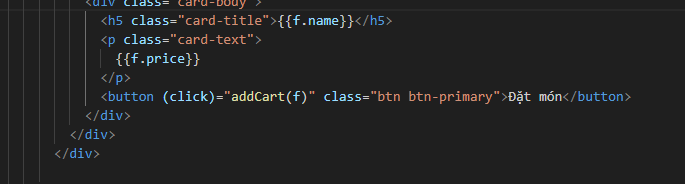 <div class="card-body">
<h5 class="card-title">{{f.name}}</h5>
<p class="card-text">
{{f.price}}
</p>
<button (click)="addCart(f)" class="btn btn-primary">Đặt món</button>
</div>
</div>
</div>